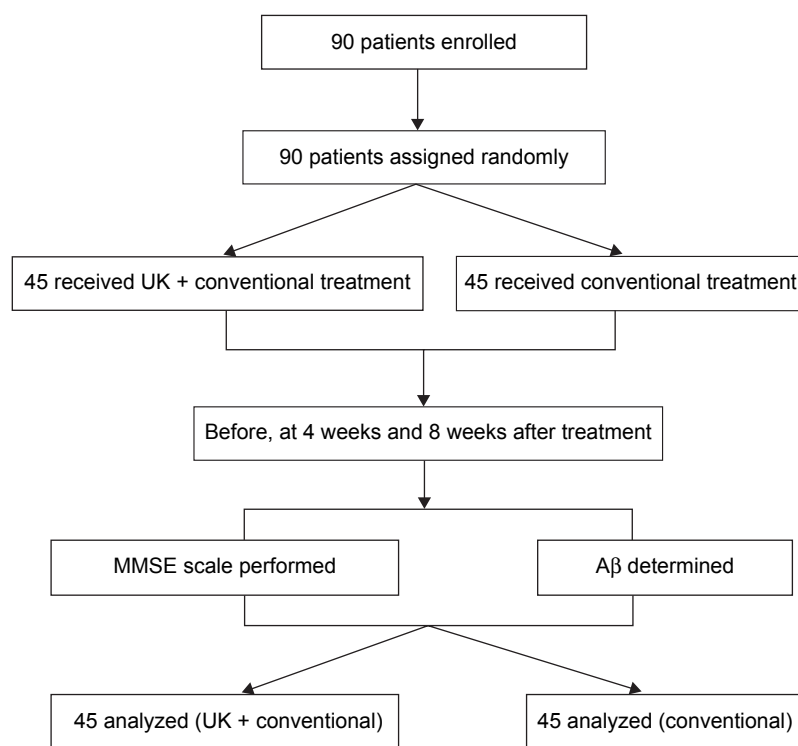 90 patients enrolled
90 patients assigned randomly
45 received UK + conventional treatment
45 received conventional treatment
Before, at 4 weeks and 8 weeks after treatment
MMSE scale performed
Aβ determined
45 analyzed (UK + conventional)
45 analyzed (conventional)